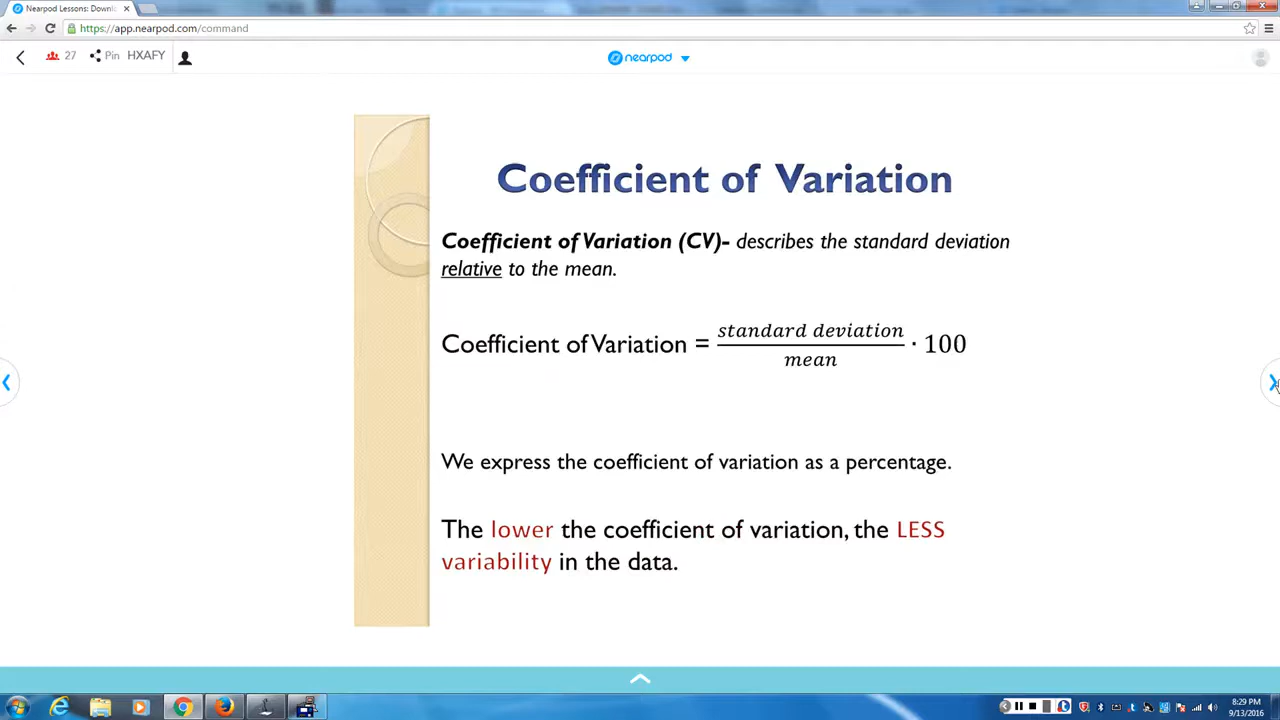 Nearpod Lessons: Downl
https://app.nearpod.com/command
27
Pin
HXAFY
nearpod
Coefficient of Variation
Coefficient of Variation (CV)- describes the standard deviation
relative to the mean.
Coefficient of Variation = standard deviation / mean · 100
We express the coefficient of variation as a percentage.
The lower the coefficient of variation, the LESS
variability in the data.
8:29 PM
9/13/2016